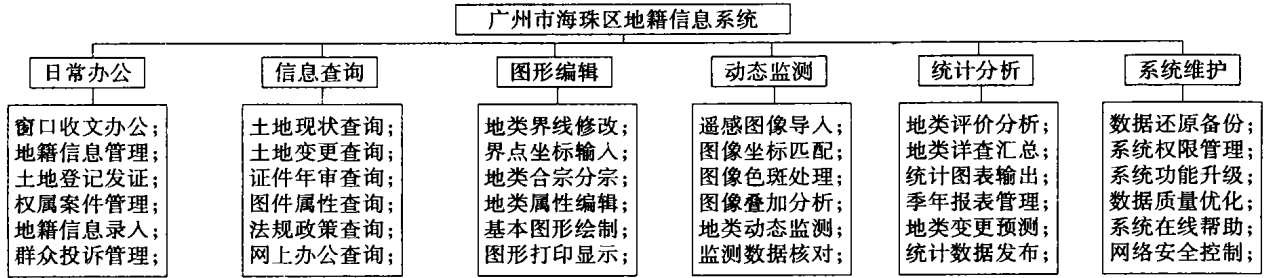 广州市海珠区地籍信息系统
日常办公
信息查询
图形编辑
动态监测
统计分析
系统维护
窗口收文办公;
地籍信息管理;
土地登记发证;
权属案件管理;
地籍信息录入;
群众投诉管理;
土地现状查询;
土地变更查询;
证件年审查询;
图件属性查询;
法规政策查询;
网上办公查询;
地类界线修改;
界点坐标输入;
地类合宗分宗;
地类属性编辑;
基本图形绘制;
图形打印显示;
遥感图像导入;
图像坐标匹配;
图像色斑处理;
图像叠加分析;
地类动态监测;
监测数据核对;
地类评价分析;
地类详查汇总;
统计图表输出;
季年报表管理;
地类变更预测;
统计数据发布;
数据还原备份;
系统权限管理;
系统功能升级;
数据质量优化;
系统在线帮助;
网络安全控制;